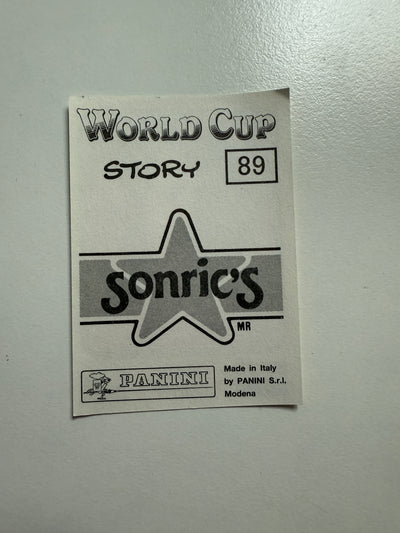 WORLD CUP
STORY 89
Sonric's
MR
PANINI
Made in Italy
by PANINI S.r.l.
Modena